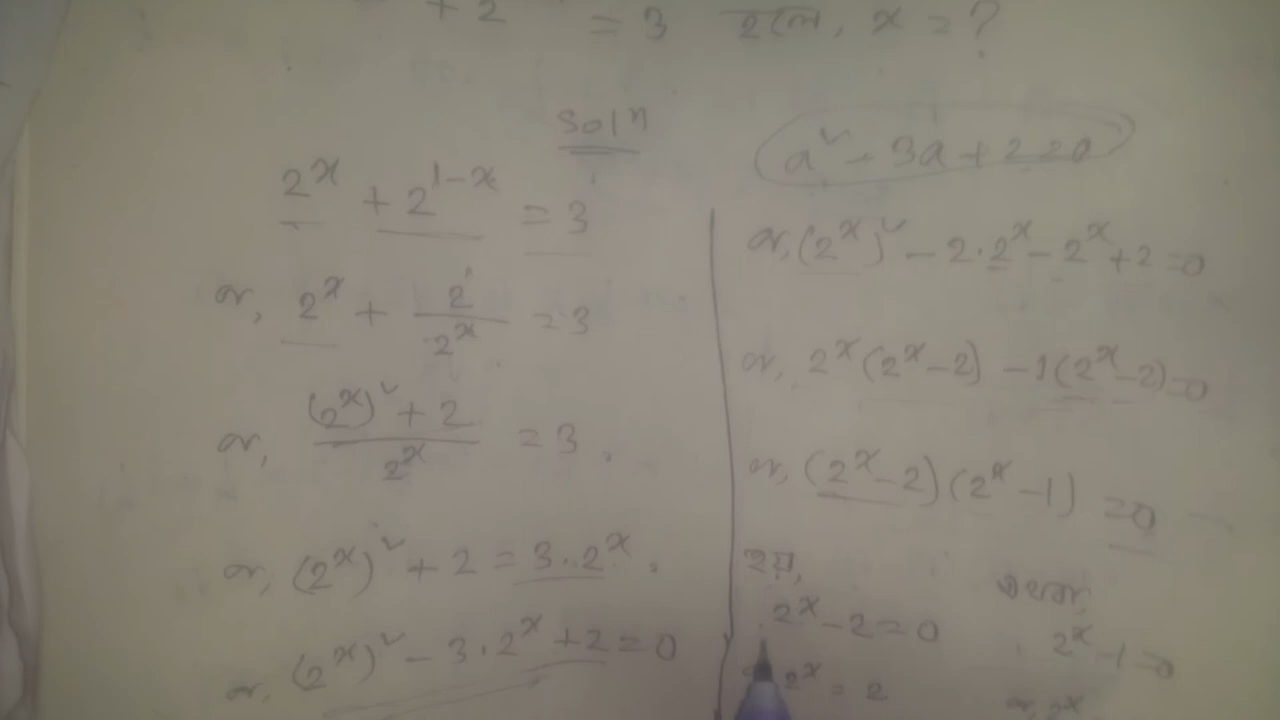 + 2 = 3 হলে, x = ?
Solⁿ
2^x + 2^(1-x) = 3
or, 2^x + 2^1/2^x = 3
or, ((2^x)² + 2)/2^x = 3
or, (2^x)² + 2 = 3.2^x
or, (2^x)² - 3.2^x + 2 = 0
a² - 3a + 2 = 0
or, (2^x)² - 2.2^x - 2^x + 2 = 0
or, 2^x(2^x - 2) - 1(2^x - 2) = 0
or, (2^x - 2)(2^x - 1) = 0
হয়, অথবা,
2^x - 2 = 0 2^x - 1 = 0
2^x = 2 or, 2^x